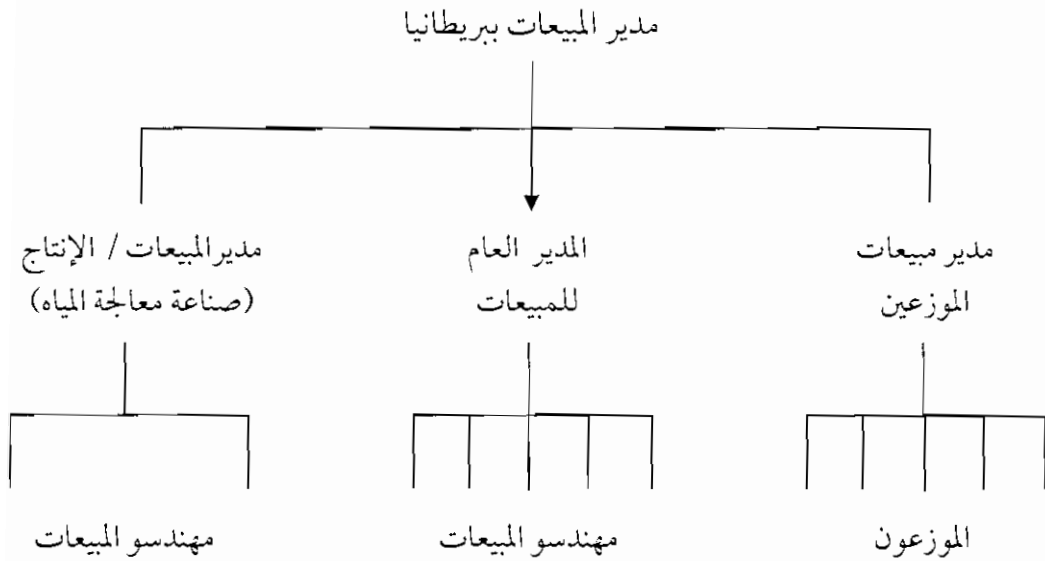 مدير المبيعات ببريطانيا
مدير مبيعات
الموزعين
المدير العام
للمبيعات
مدير المبيعات / الإنتاج
(صناعة معالجة المياه)
الموزعون
مهندسو المبيعات
مهندسو المبيعات